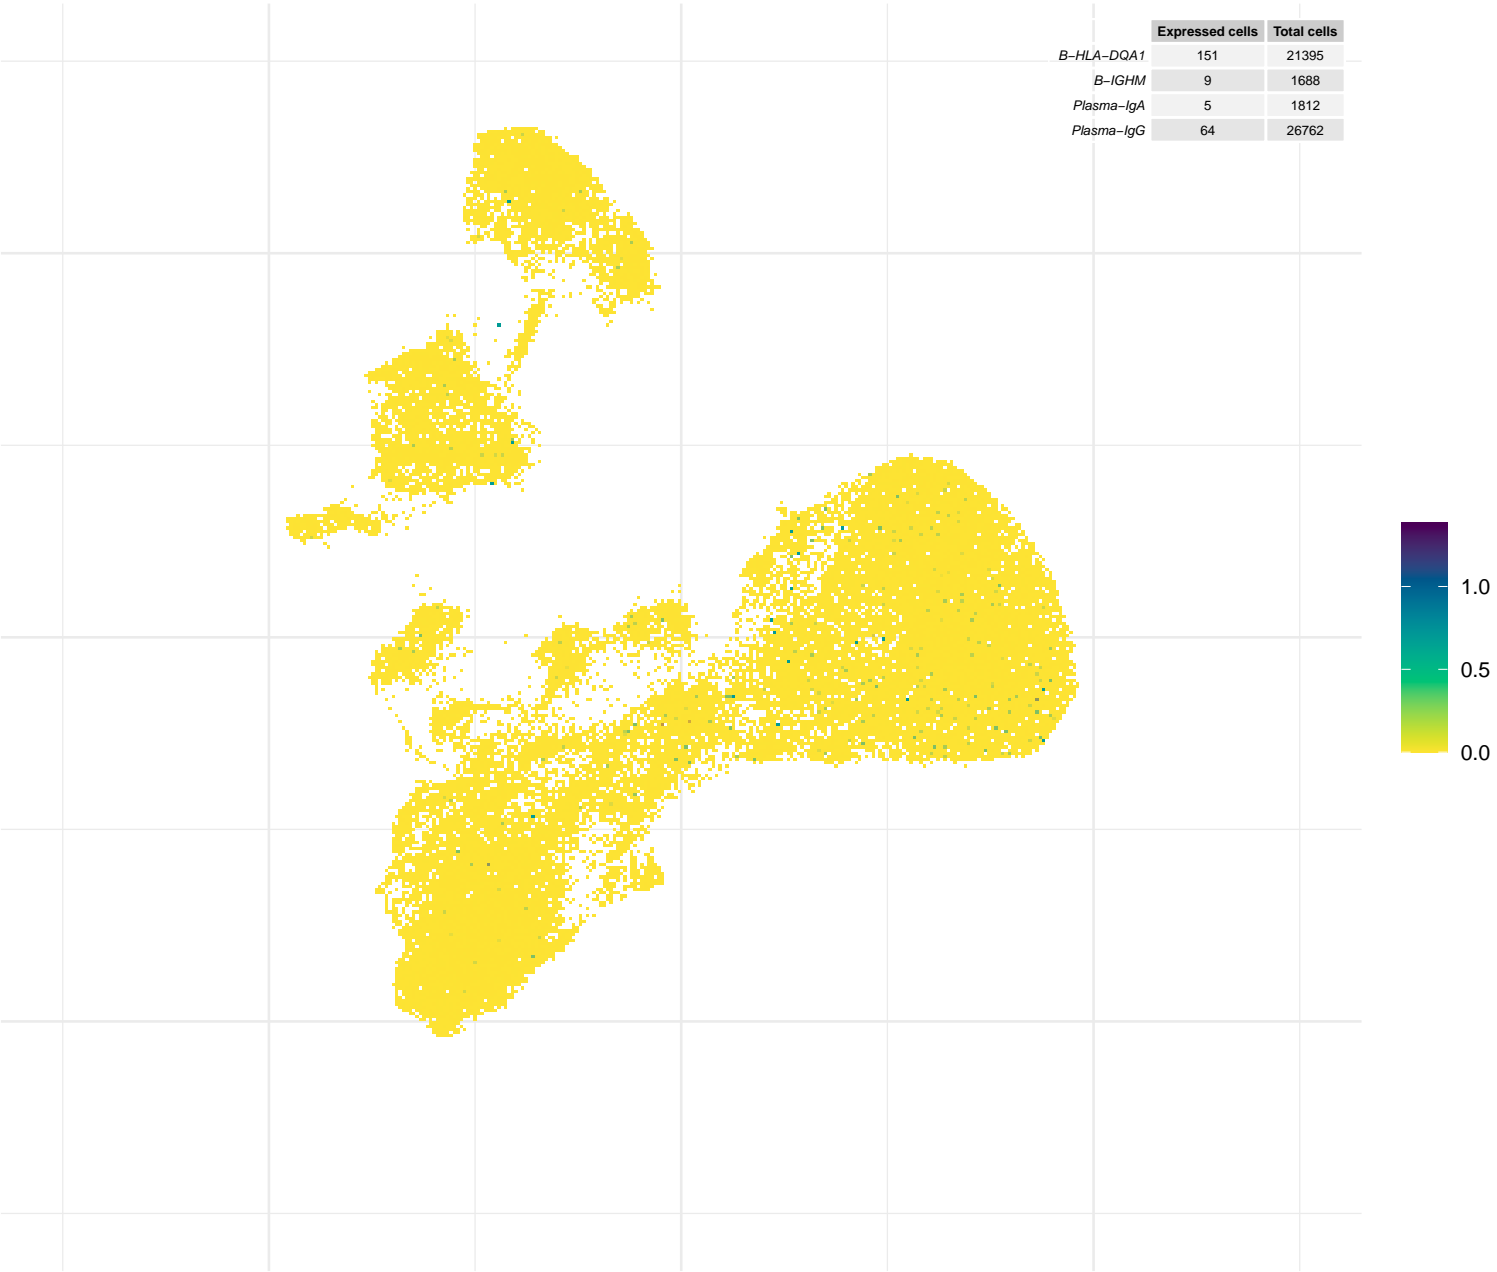 Expressed cells Total cells
B−HLA−DQA1 151 21395
B−IGHM 9 1688
Plasma−IgA 5 1812
Plasma−IgG 64 26762
1.0
0.5
0.0